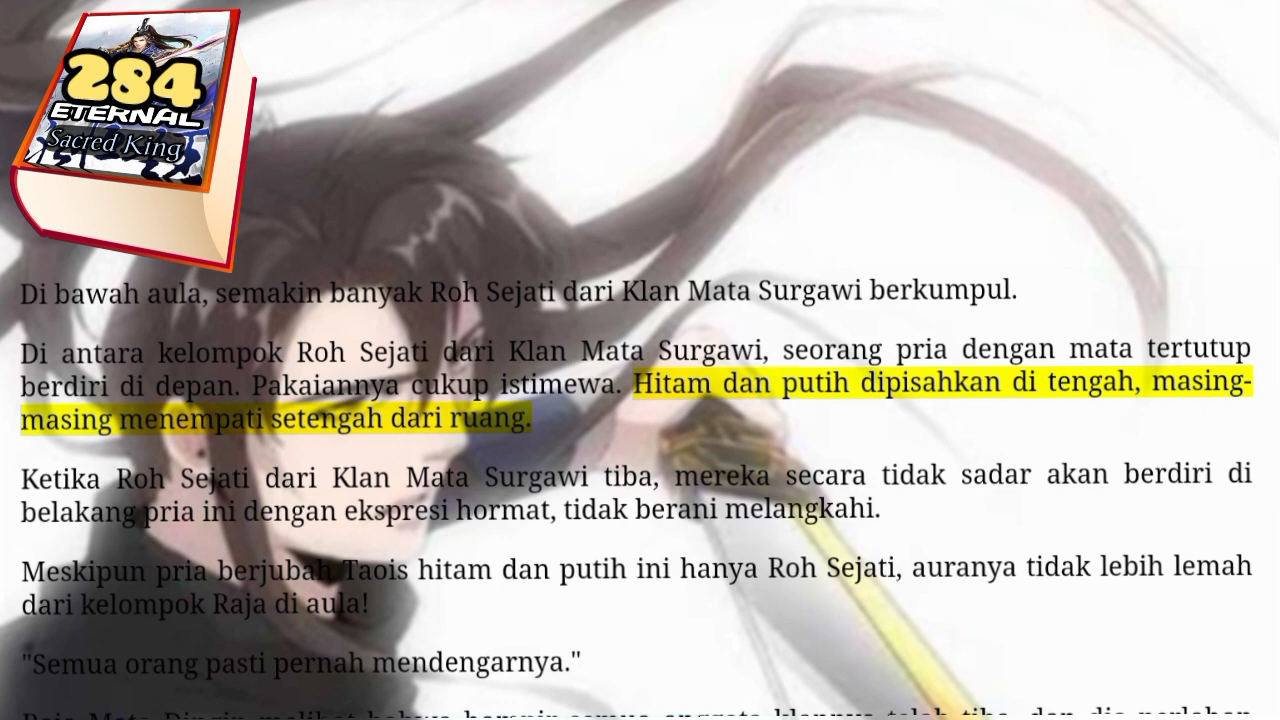 284
ETERNAL
Sacred King
Di bawah aula, semakin banyak Roh Sejati dari Klan Mata Surgawi berkumpul.
Di antara kelompok Roh Sejati dari Klan Mata Surgawi, seorang pria dengan mata tertutup
berdiri di depan. Pakaiannya cukup istimewa. Hitam dan putih dipisahkan di tengah, masing-
masing menempati setengah dari ruang.
Ketika Roh Sejati dari Klan Mata Surgawi tiba, mereka secara tidak sadar akan berdiri di
belakang pria ini dengan ekspresi hormat, tidak berani melangkahi.
Meskipun pria berjubah Taois hitam dan putih ini hanya Roh Sejati, auranya tidak lebih lemah
dari kelompok Raja di aula!
"Semua orang pasti pernah mendengarnya."